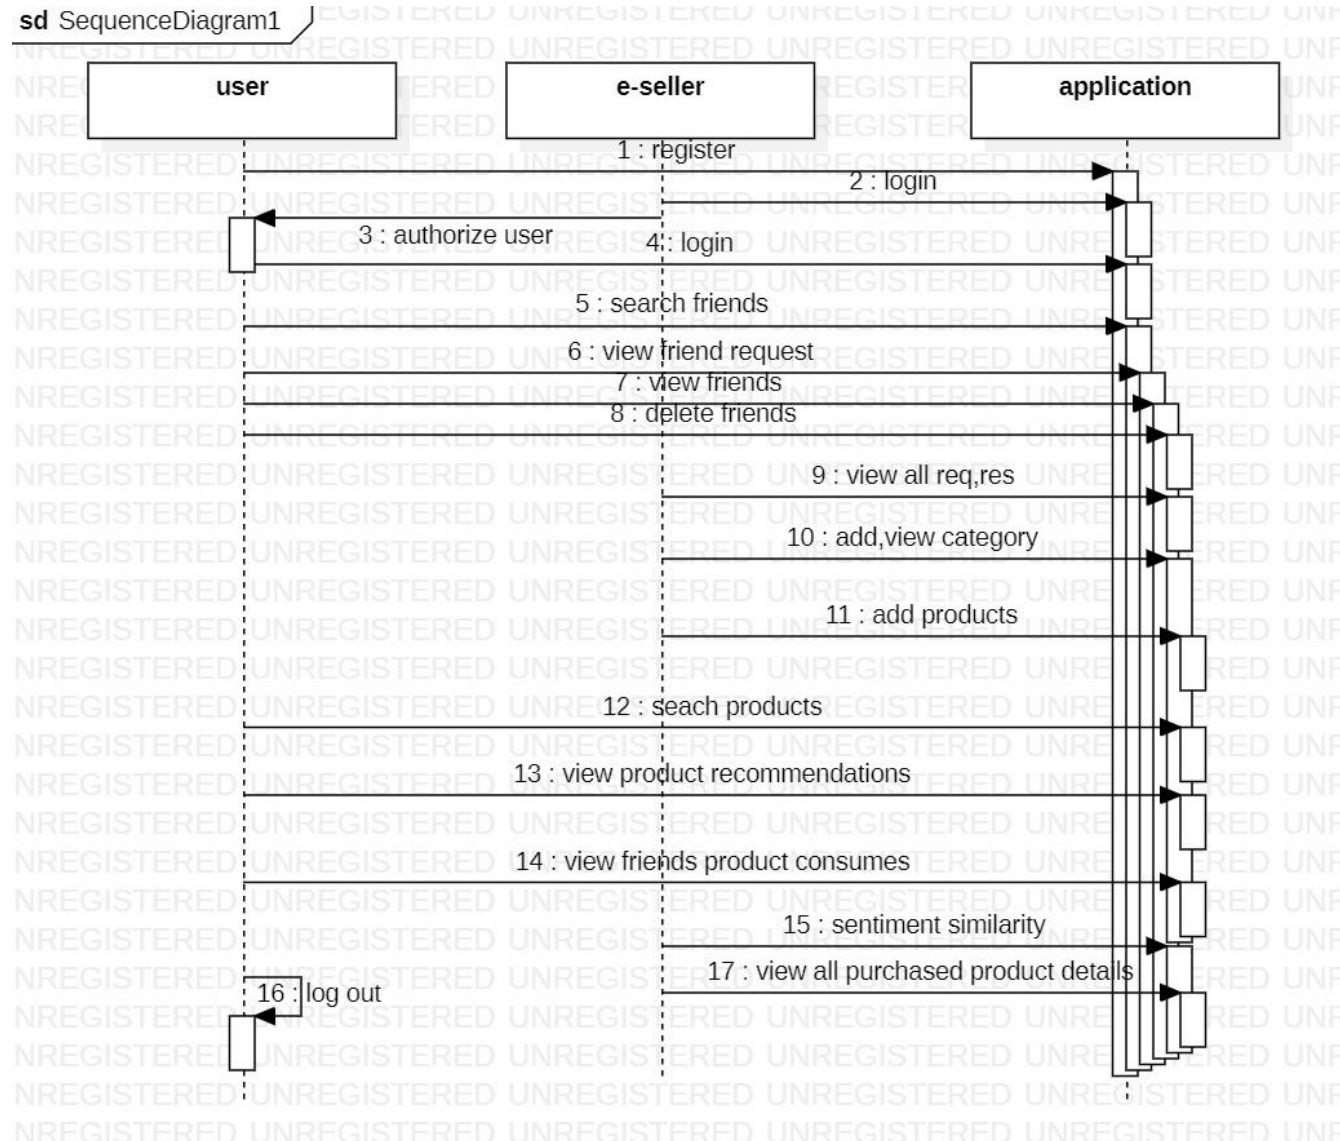 sd SequenceDiagram1
user
e-seller
application
1 : register
2 : login
3 : authorize user
4 : login
5 : search friends
6 : view friend request
7 : view friends
8 : delete friends
9 : view all req,res
10 : add,view category
11 : add products
12 : seach products
13 : view product recommendations
14 : view friends product consumes
15 : sentiment similarity
17 : view all purchased product details
16 : log out
UNREGISTERED